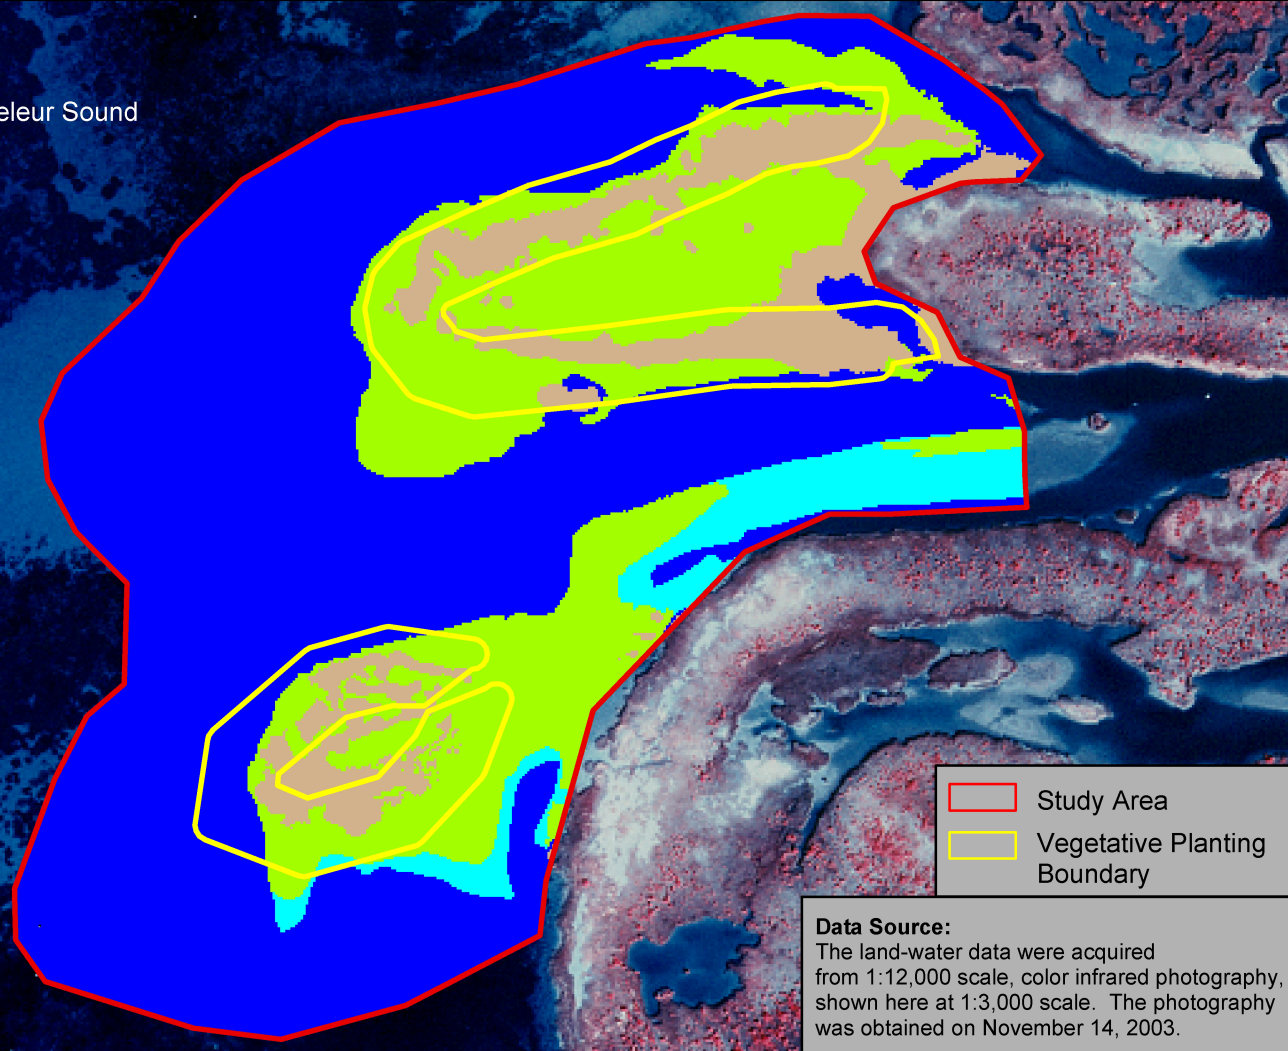 eleur Sound
Study Area
Vegetative Planting
Boundary
Data Source:
The land-water data were acquired
from 1:12,000 scale, color infrared photography,
shown here at 1:3,000 scale.  The photography
was obtained on November 14, 2003.